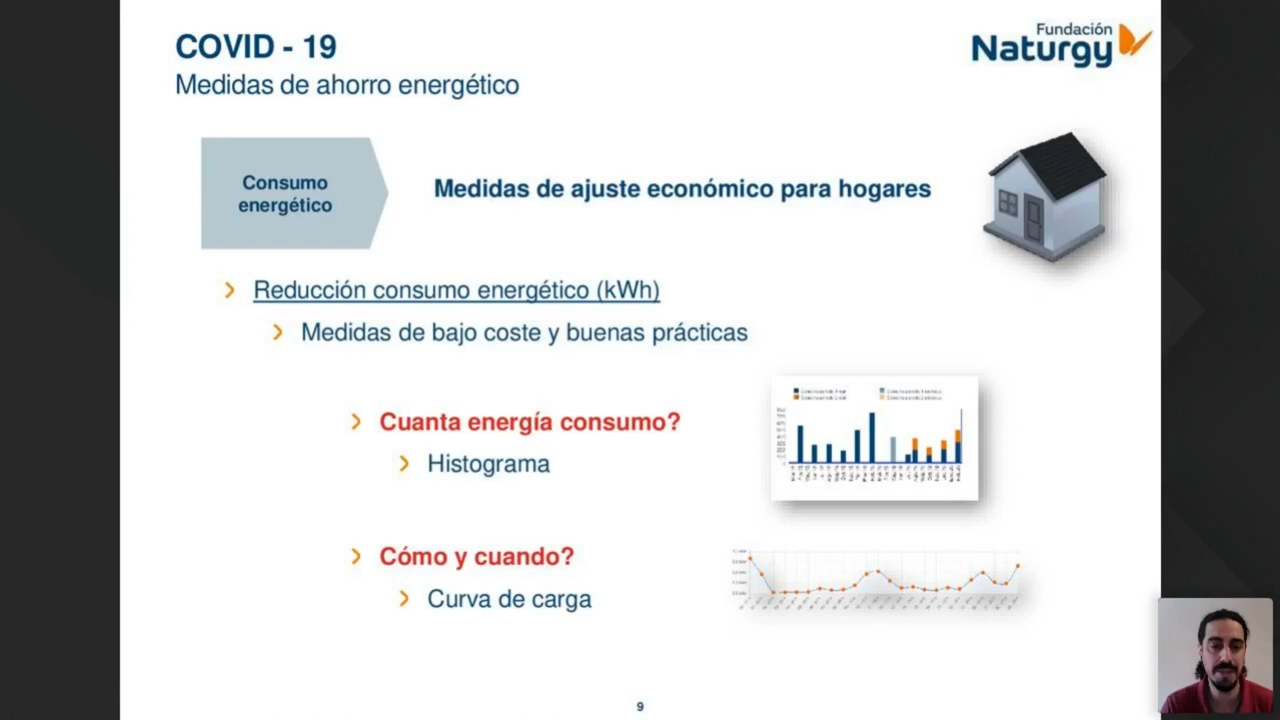 COVID - 19
Medidas de ahorro energético
Fundación
Naturgy
Consumo
energético
Medidas de ajuste económico para hogares
Reducción consumo energético (kWh)
Medidas de bajo coste y buenas prácticas
Cuanta energía consumo?
Histograma
Cómo y cuando?
Curva de carga
9